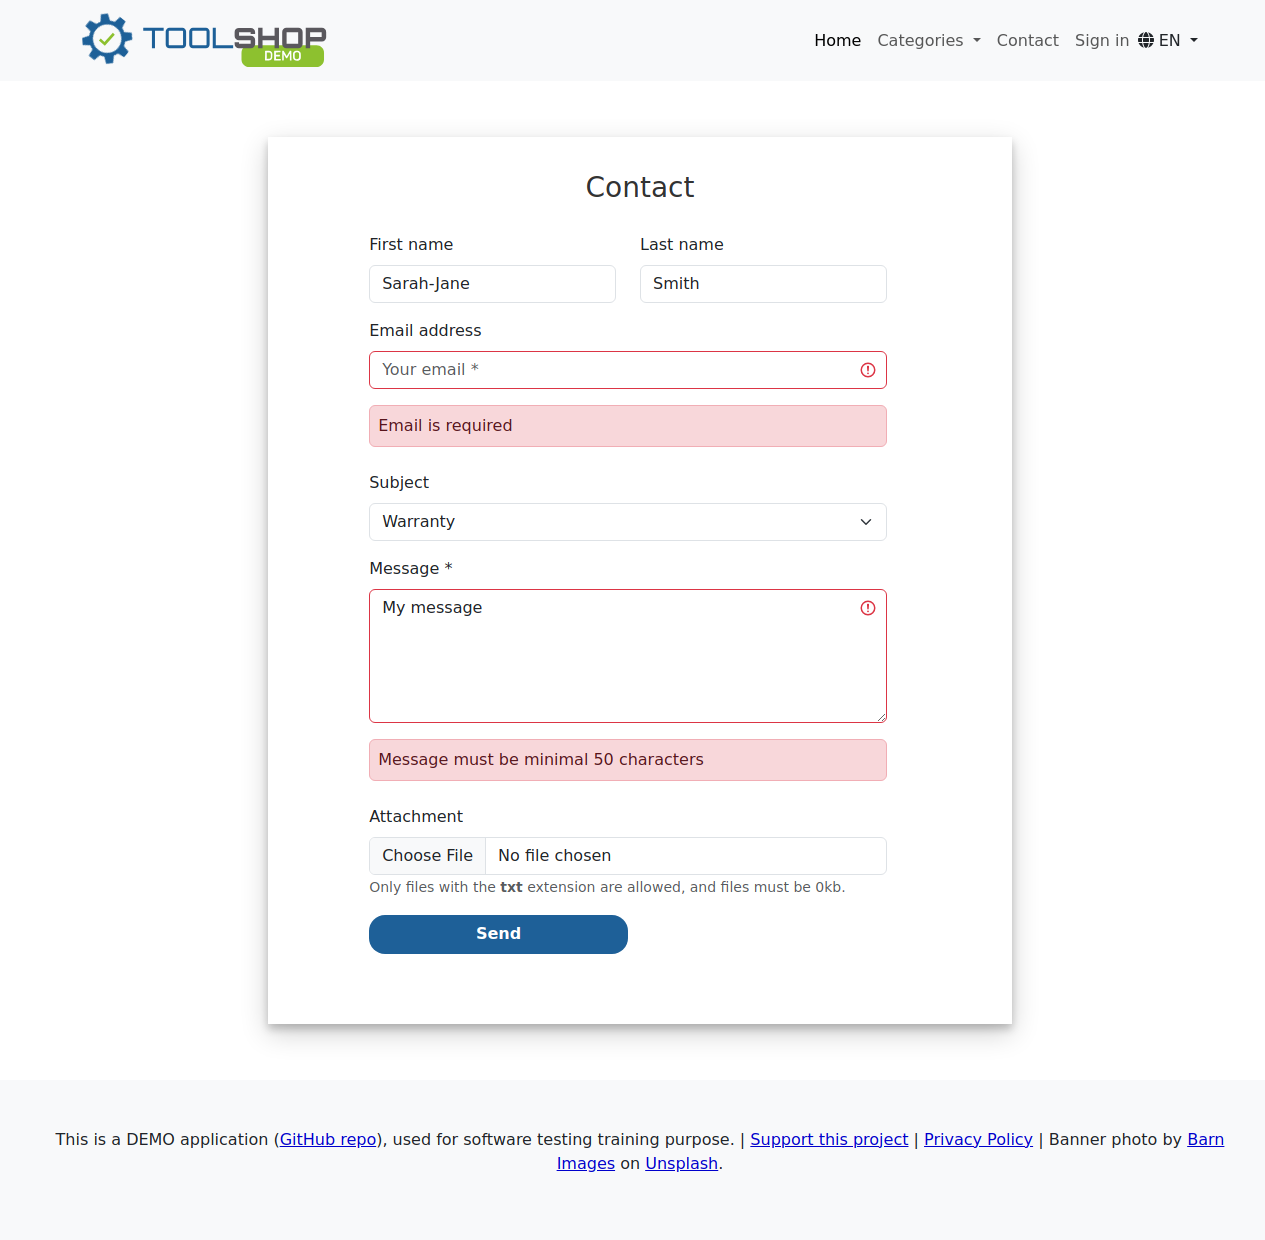 TOOLSHOP
DEMO
Home Categories Contact Sign in EN
Contact
First name Last name
Sarah-Jane Smith
Email address
Your email *
Email is required
Subject
Warranty
Message *
My message
Message must be minimal 50 characters
Attachment
Choose File No file chosen
Only files with the txt extension are allowed, and files must be 0kb.
Send
This is a DEMO application (GitHub repo), used for software testing training purpose. | Support this project | Privacy Policy | Banner photo by Barn
Images on Unsplash.